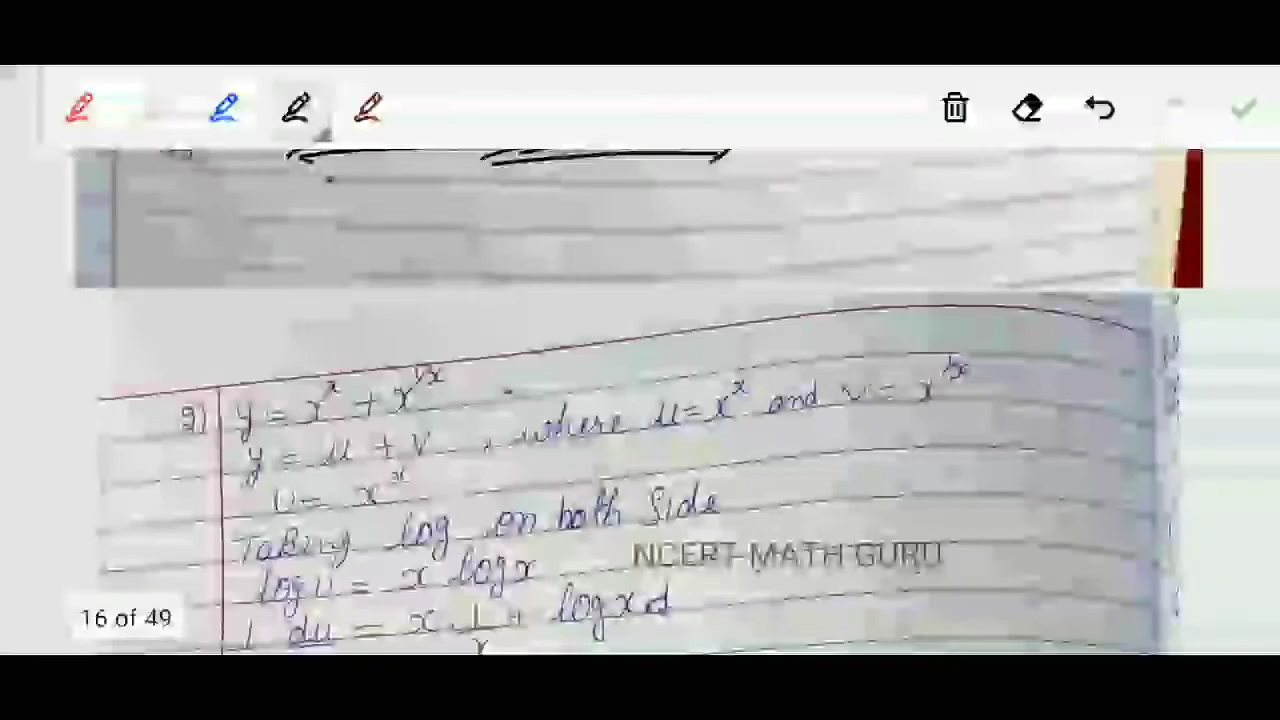 2) y = x^x + x^{1/x}
y = u + v , where u = x^x and v = x^{1/x}
u = x^x
Taking log on both side
log u = x log x
NCERT MATH GURU
1 du = x . 1 + log x d
x
16 of 49